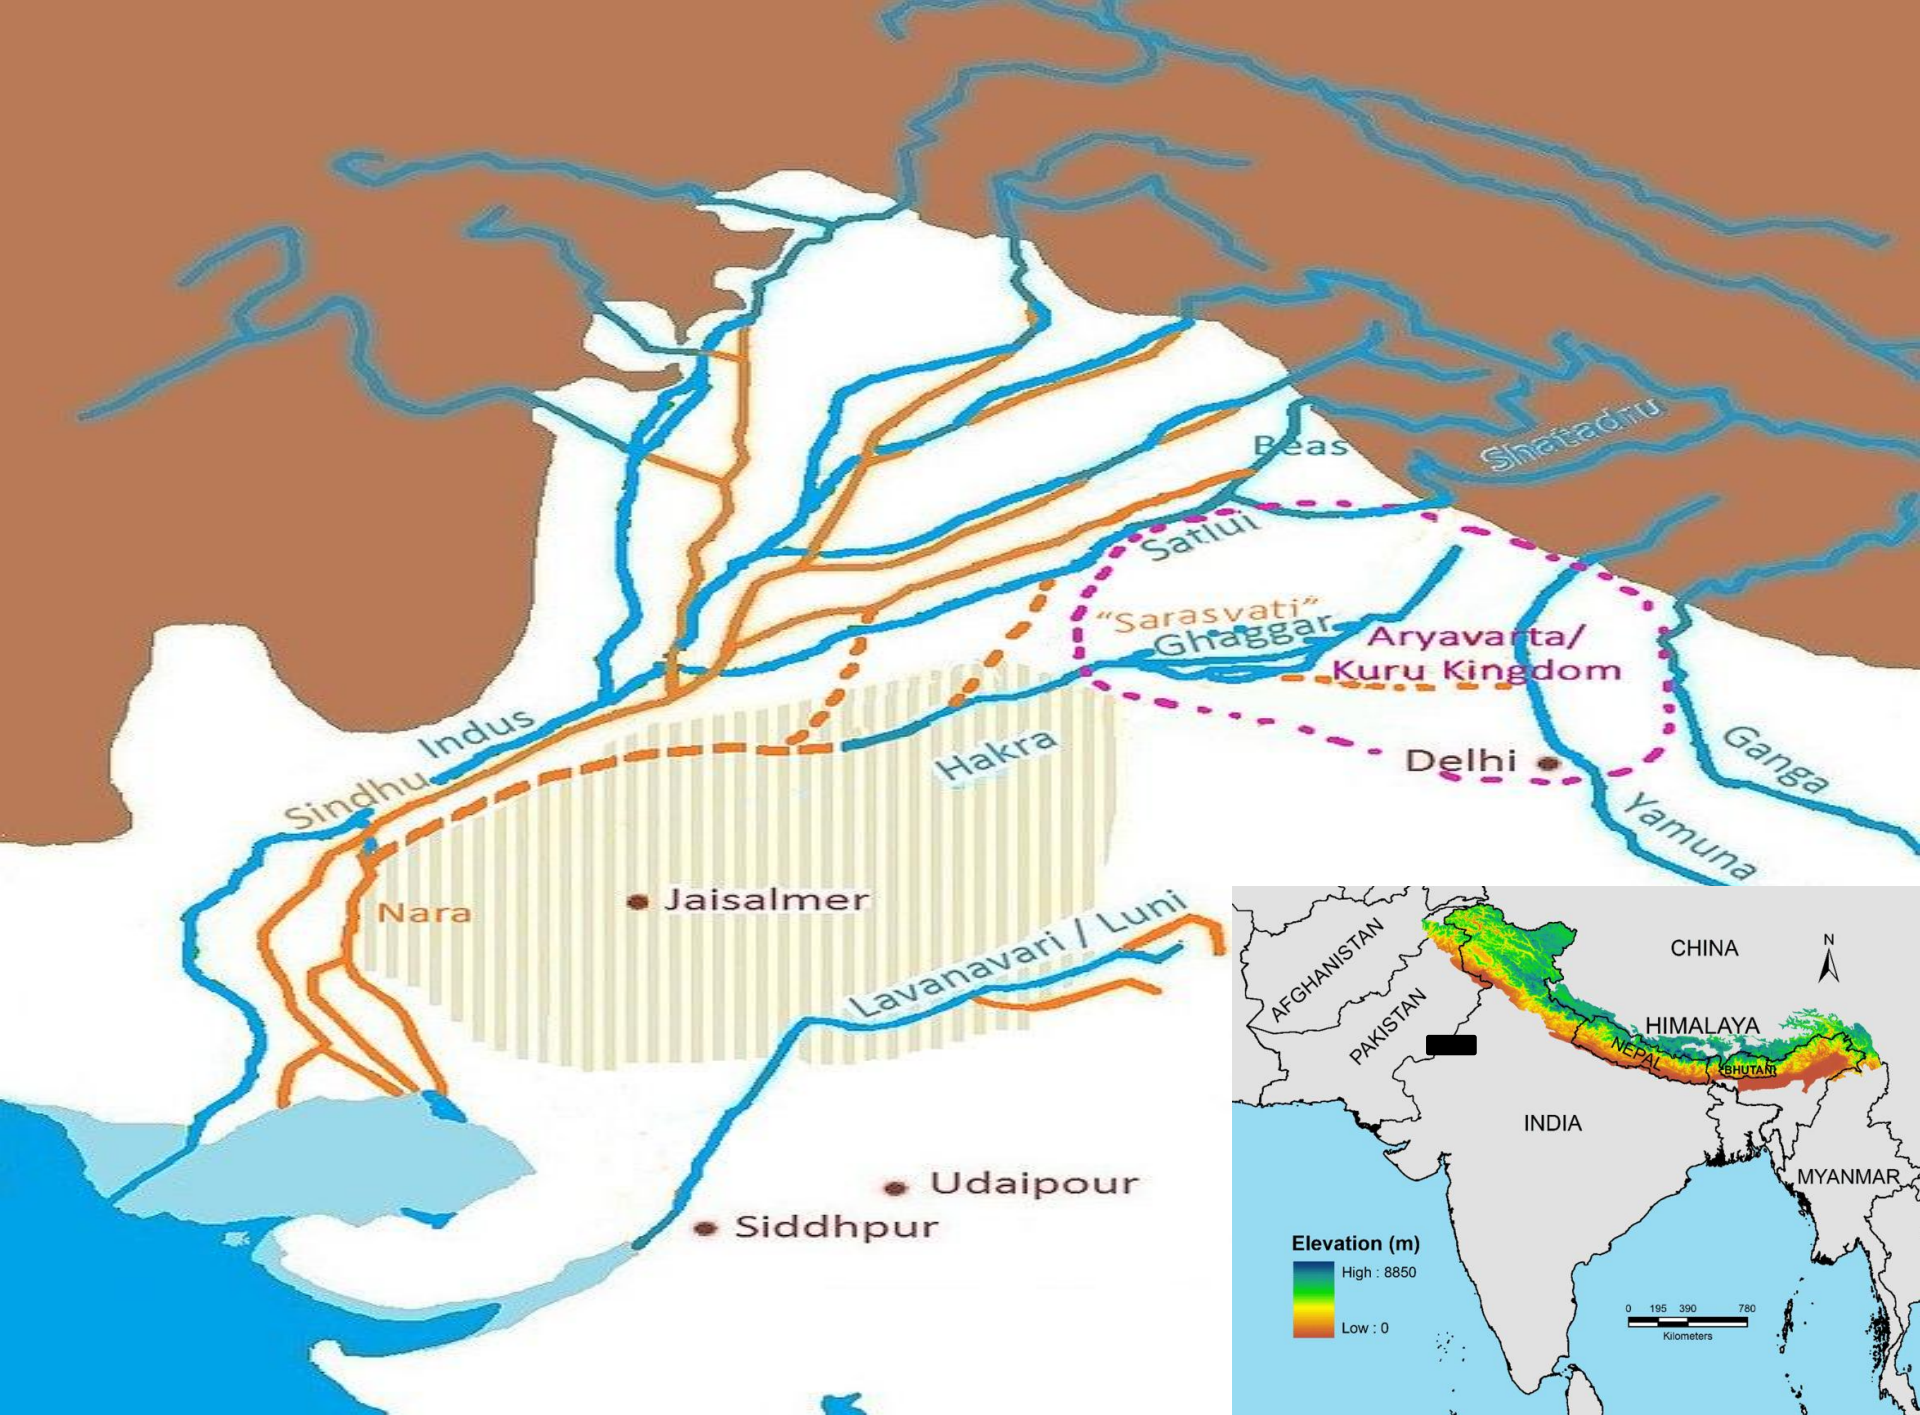 Beas
Shatadru
Satlui
"Sarasvati"
Ghaggar
Aryavarta/
Kuru Kingdom
Indus
Sindhu
Hakra
Delhi
Ganga
Yamuna
Nara
Jaisalmer
Lavanavari / Luni
Udaipour
Siddhpur
AFGHANISTAN
PAKISTAN
CHINA
N
HIMALAYA
NEPAL
BHUTAN
INDIA
MYANMAR
Elevation (m)
High : 8850
Low : 0
0 195 390 780
Kilometers